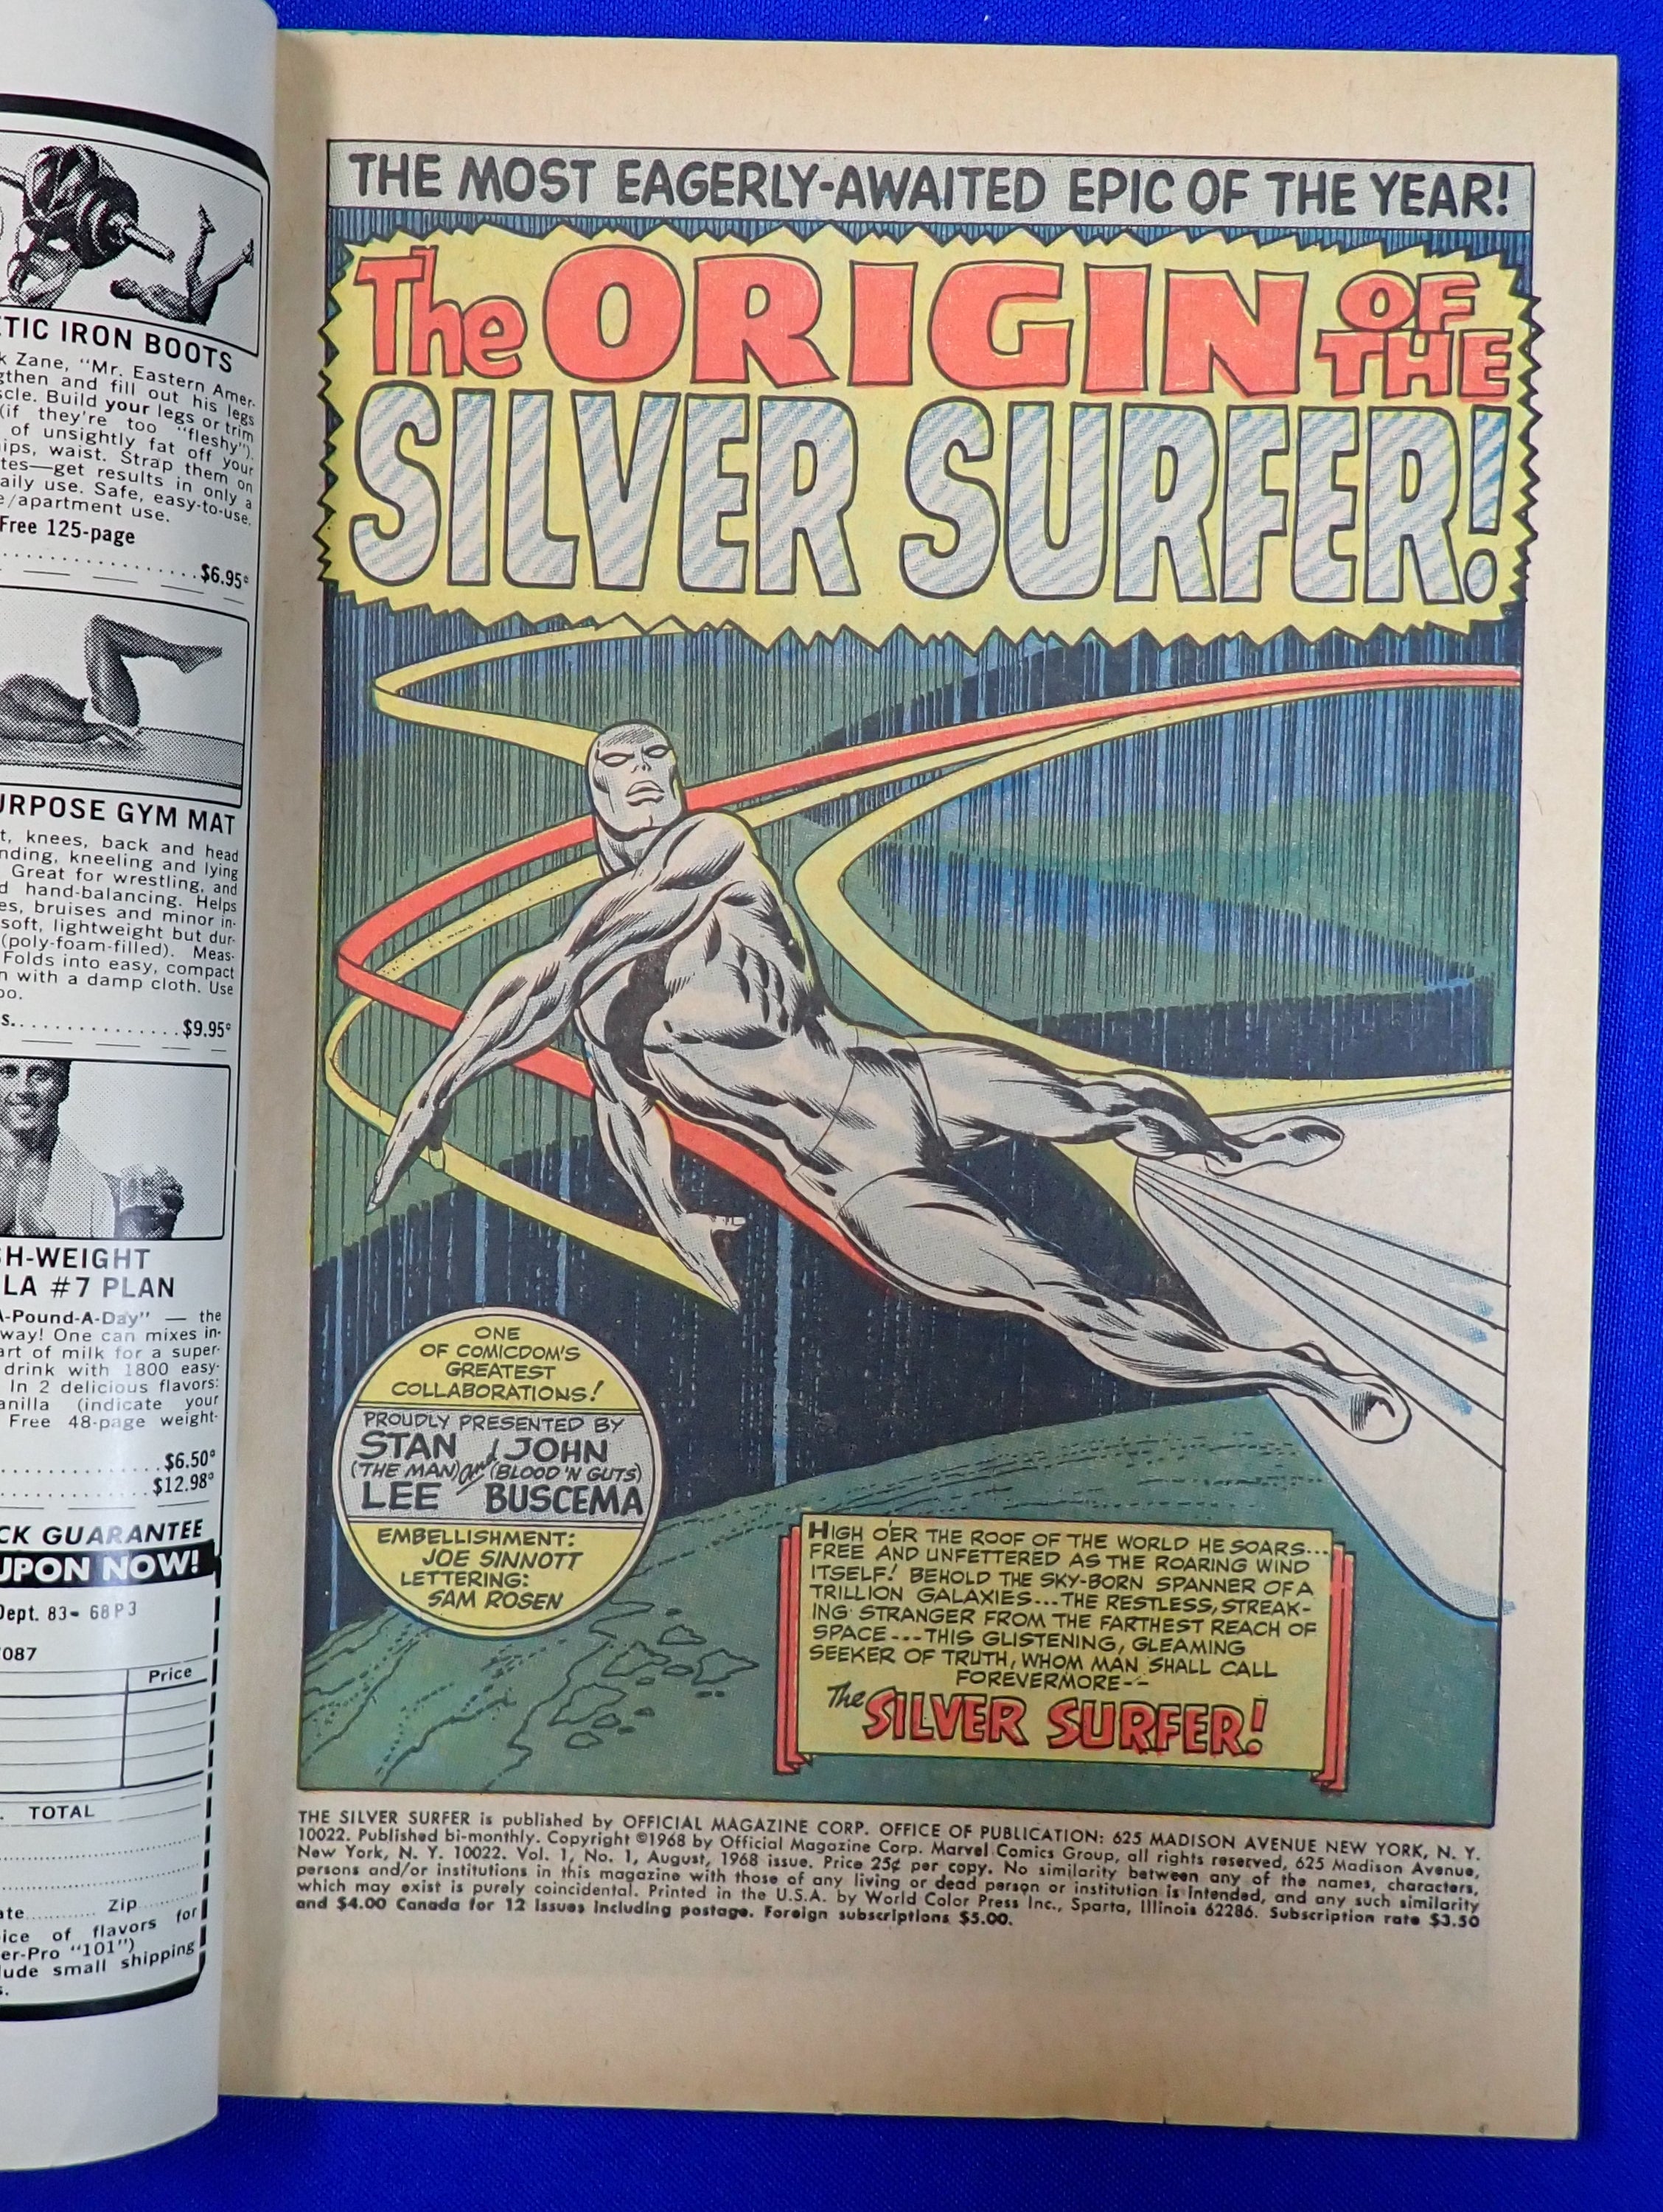 ETIC IRON BOOTS
k Zane, "Mr. Eastern Amer-
gthen and fill out his legs
scle. Build your legs or trim
(if they're too "fleshy").
of unsightly fat off your
ips, waist. Strap them on
tes—get results in only a
aily use. Safe, easy-to-use.
e/apartment use.
Free 125-page
$6.95
URPOSE GYM MAT
t, knees, back and head
nding, kneeling and lying
Great for wrestling, and
d hand-balancing. Helps
es, bruises and minor in-
soft, lightweight but dur-
(poly-foam-filled). Meas-
Folds into easy, compact
n with a damp cloth. Use
oo.
s. $9.95
SH-WEIGHT
LA #7 PLAN
A-Pound-A-Day" — the
way! One can mixes in-
art of milk for a super-
drink with 1800 easy-
In 2 delicious flavors:
anilla (indicate your
Free 48-page weight-
$6.50
$12.98
CK GUARANTEE
UPON NOW!
Dept. 83- 68P3
7087
Price
TOTAL
ate Zip
ice of flavors for
er-Pro "101")
lude small shipping
s.
THE MOST EAGERLY-AWAITED EPIC OF THE YEAR!
The ORIGIN OF THE
SILVER SURFER!
ONE
OF COMICDOM'S
GREATEST
COLLABORATIONS!
PROUDLY PRESENTED BY
STAN and JOHN
(THE MAN) (BLOOD 'N GUTS)
LEE BUSCEMA
EMBELLISHMENT:
JOE SINNOTT
LETTERING:
SAM ROSEN
HIGH O'ER THE ROOF OF THE WORLD HE SOARS...
FREE AND UNFETTERED AS THE ROARING WIND
ITSELF! BEHOLD THE SKY-BORN SPANNER OF A
TRILLION GALAXIES...THE RESTLESS, STREAK-
ING STRANGER FROM THE FARTHEST REACH OF
SPACE---THIS GLISTENING, GLEAMING
SEEKER OF TRUTH, WHOM MAN SHALL CALL
FOREVERMORE--
The SILVER SURFER!
THE SILVER SURFER is published by OFFICIAL MAGAZINE CORP. OFFICE OF PUBLICATION: 625 MADISON AVENUE NEW YORK, N. Y.
10022. Published bi-monthly. Copyright ©1968 by Official Magazine Corp. Marvel Comics Group, all rights reserved, 625 Madison Avenue,
New York, N. Y. 10022. Vol. 1, No. 1, August, 1968 issue. Price 25¢ per copy. No similarity between any of the names, characters,
persons and/or institutions in this magazine with those of any living or dead person or institution is intended, and any such similarity
which may exist is purely coincidental. Printed in the U.S.A. by World Color Press Inc., Sparta, Illinois 62286. Subscription rate $3.50
and $4.00 Canada for 12 issues including postage. Foreign subscriptions $5.00.